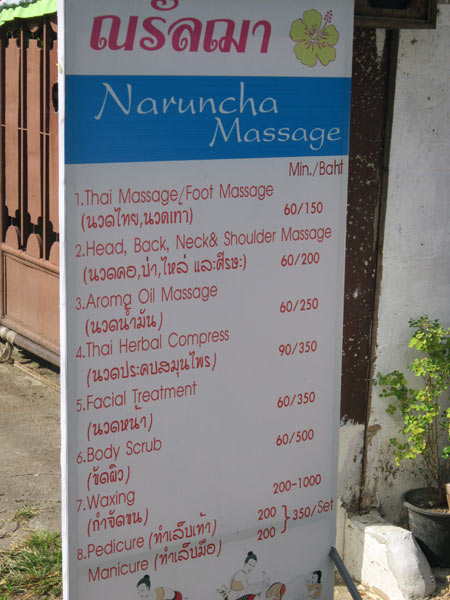 ณรัลฌา
Naruncha
Massage
Min./Baht
1.Thai Massage/Foot Massage
(นวดไทย,นวดเท้า) 60/150
2.Head, Back, Neck& Shoulder Massage
(นวดคอ,บ่า,ไหล่ และศีรษะ) 60/200
3.Aroma Oil Massage
(นวดน้ำมัน) 60/250
4.Thai Herbal Compress
(นวดประคบสมุนไพร) 90/350
5.Facial Treatment
(นวดหน้า) 60/350
6.Body Scrub
(ขัดผิว) 60/500
7.Waxing
(กำจัดขน) 200-1000
8.Pedicure (ทำเล็บเท้า) 200
Manicure (ทำเล็บมือ) 200 } 350/Set